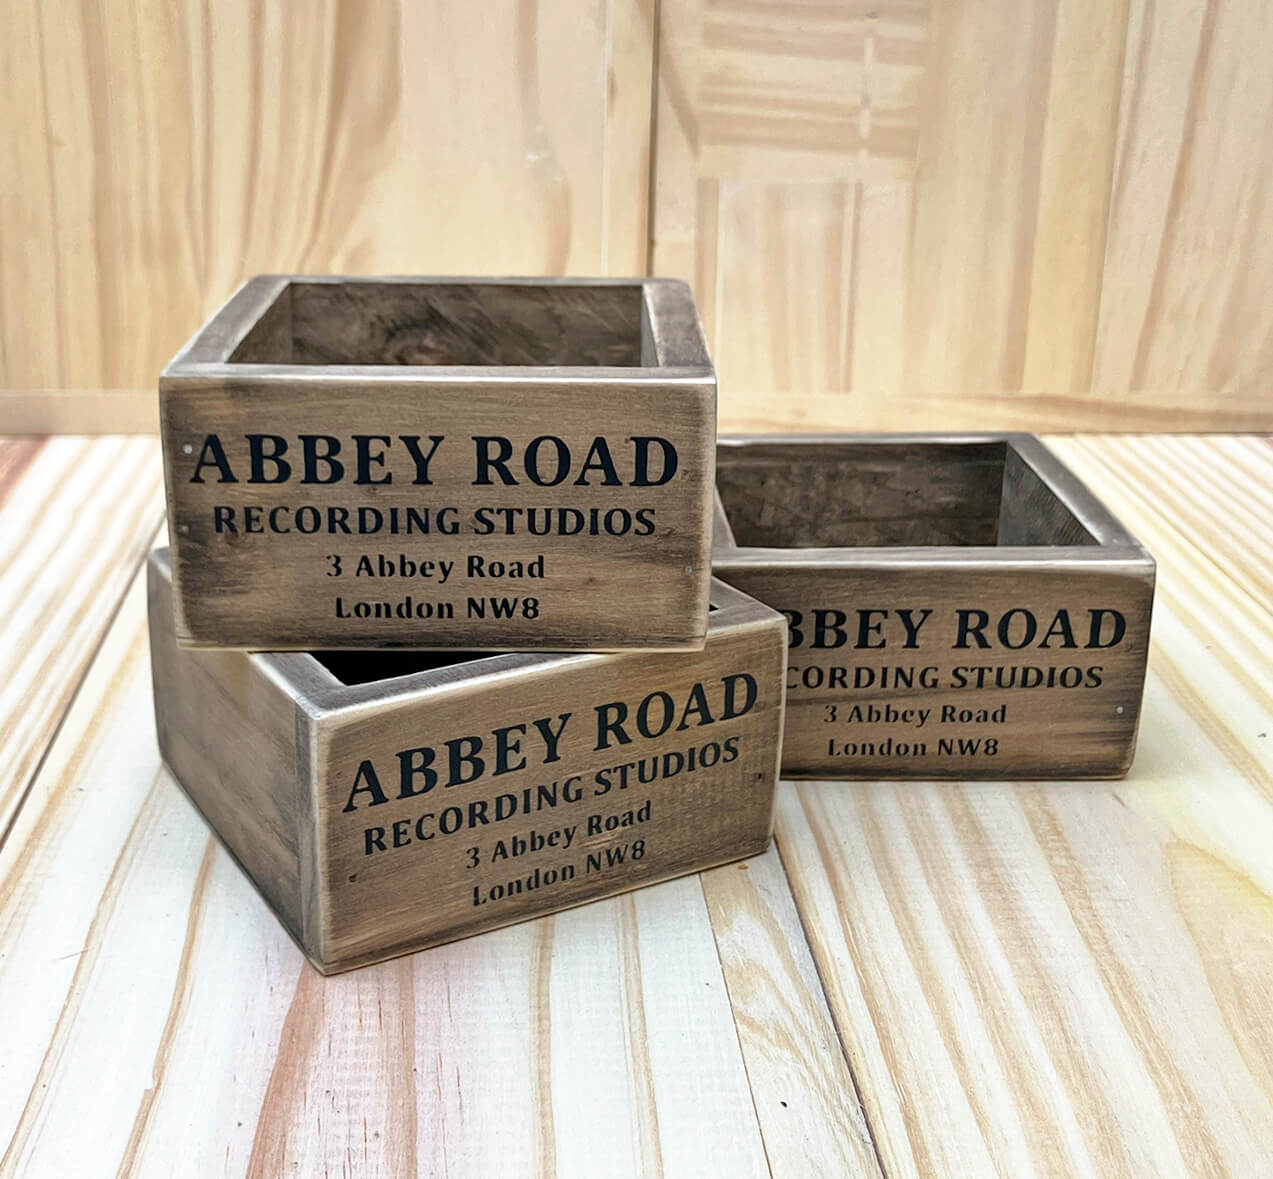 ABBEY ROAD
RECORDING STUDIOS
3 Abbey Road
London NW8
ABBEY ROAD
RECORDING STUDIOS
3 Abbey Road
London NW8
BBEY ROAD
CORDING STUDIOS
3 Abbey Road
London NW8